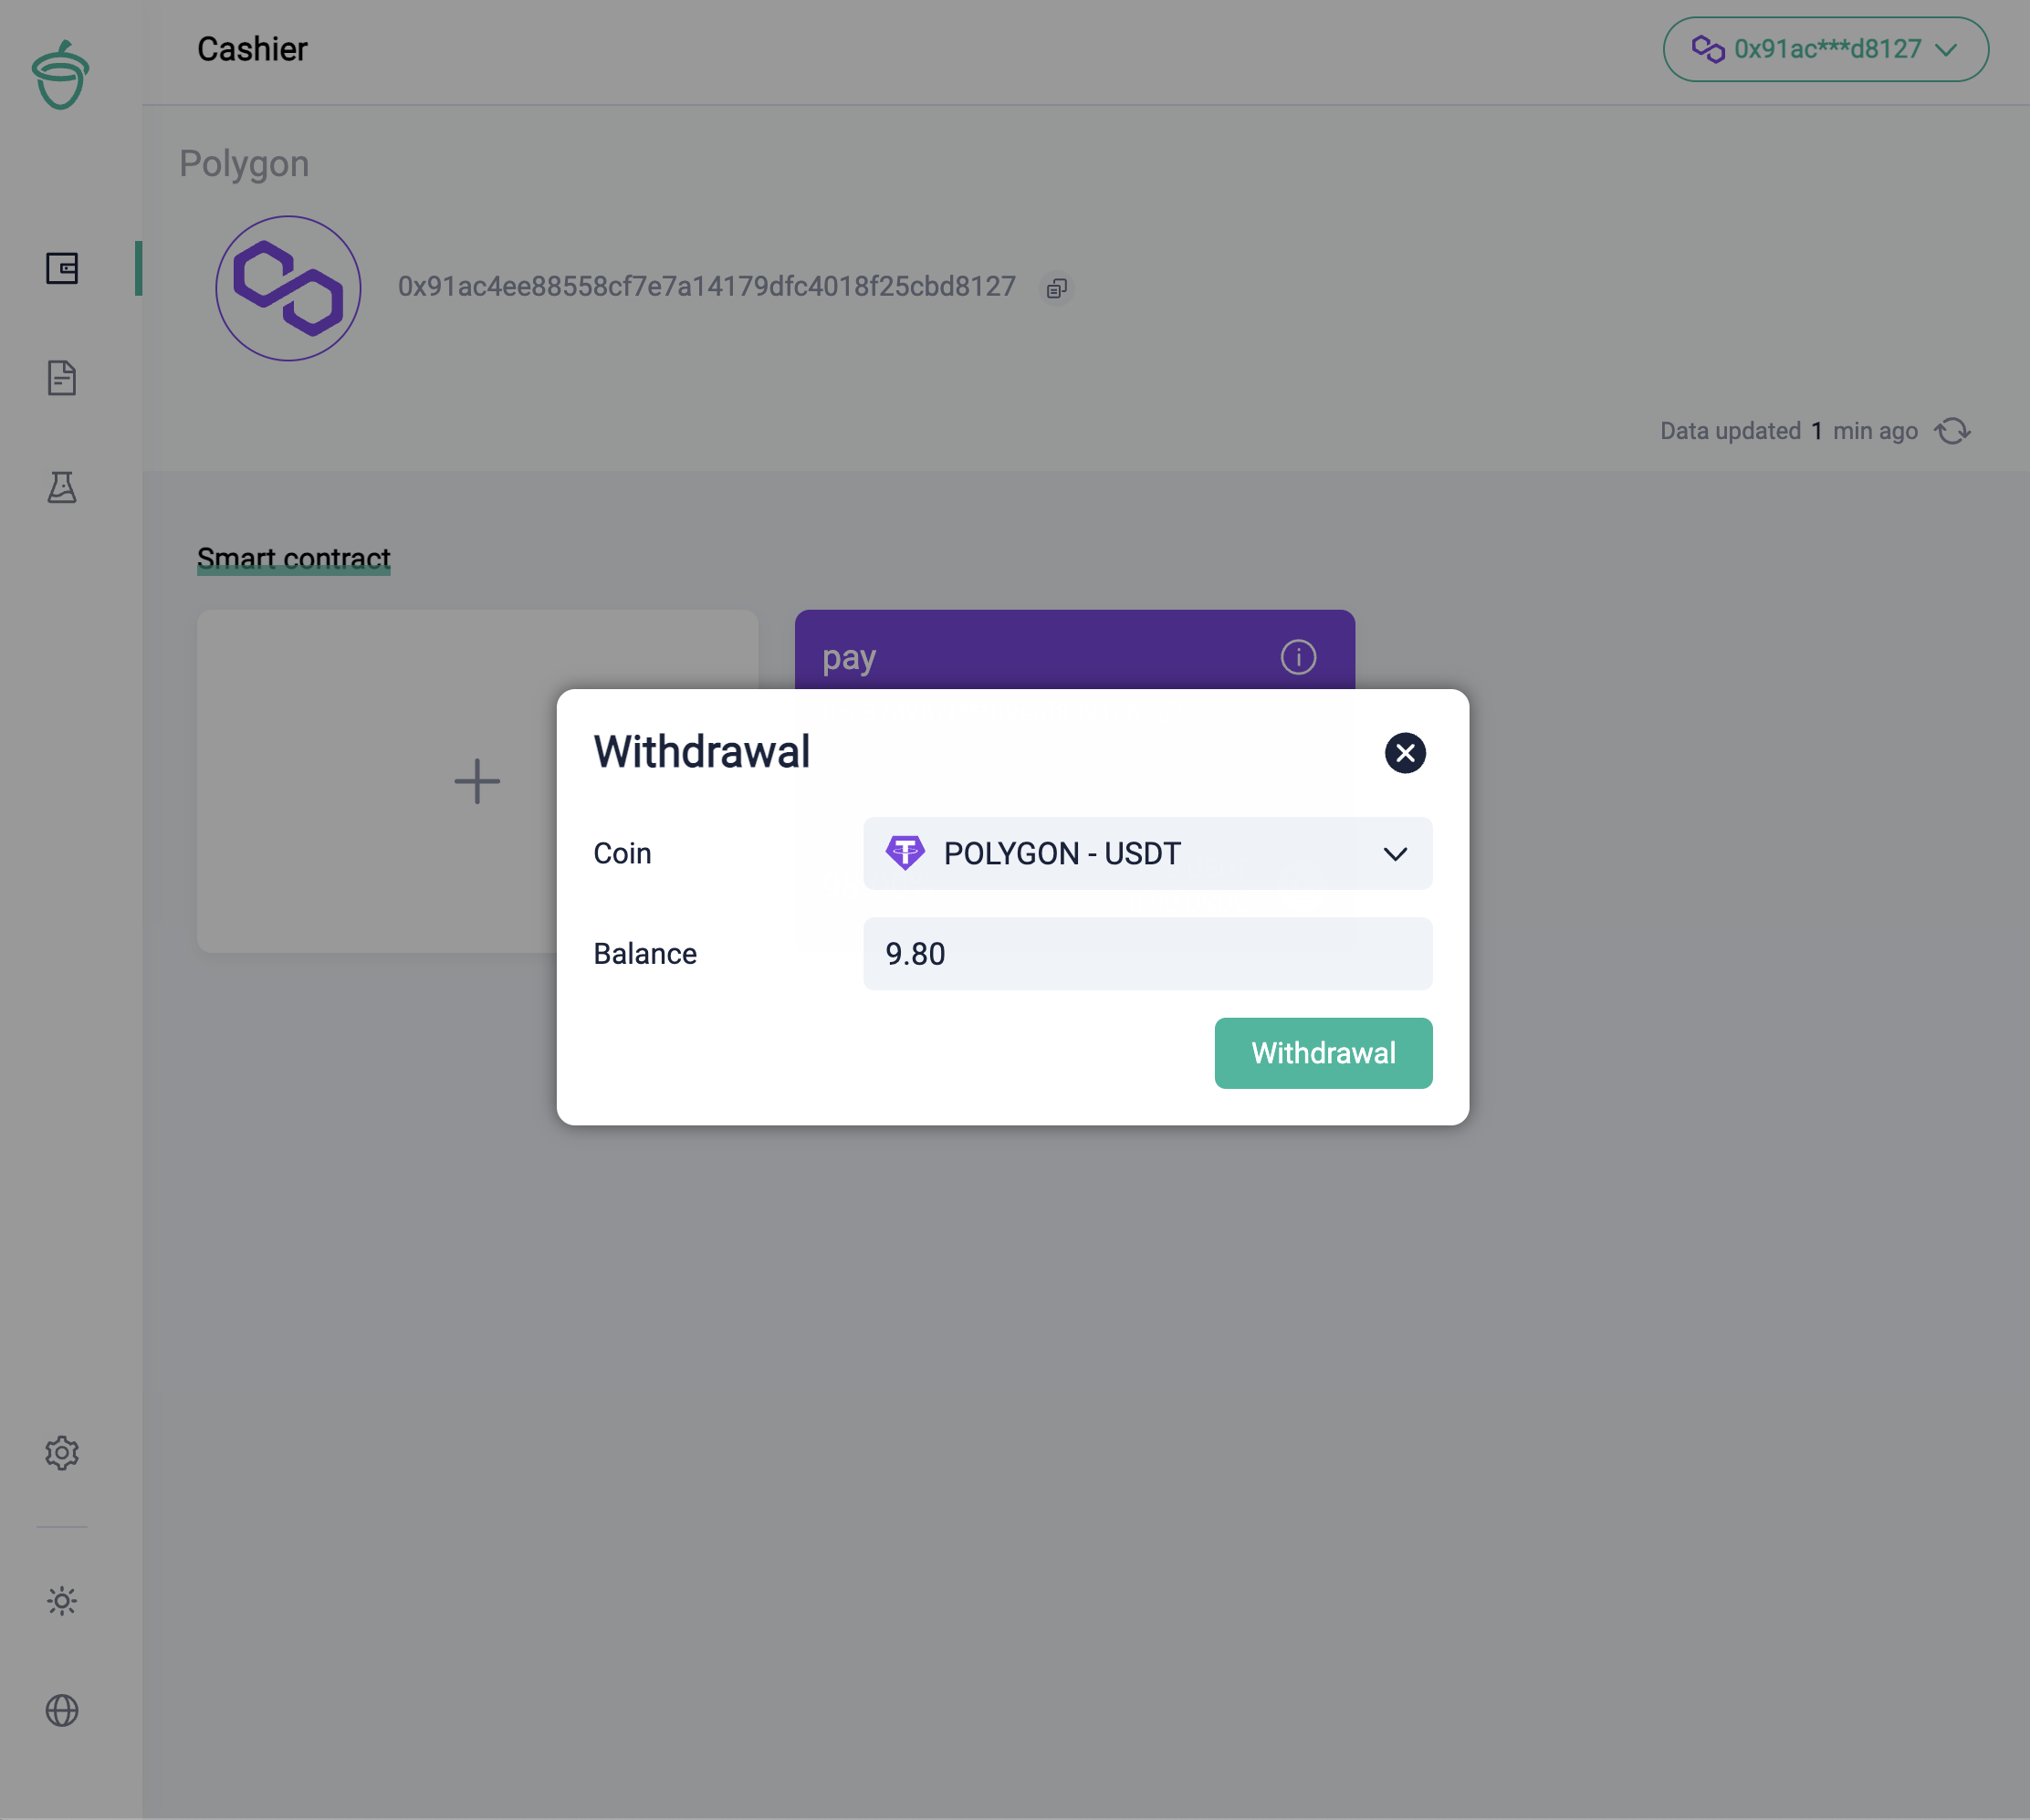 Cashier
0x91ac***d8127
Polygon
0x91ac4ee88558cf7e7a14179dfc4018f25cbd8127
Data updated 1 min ago
Smart contract
pay
Withdrawal
Coin
POLYGON - USDT
Balance
9.80
Withdrawal